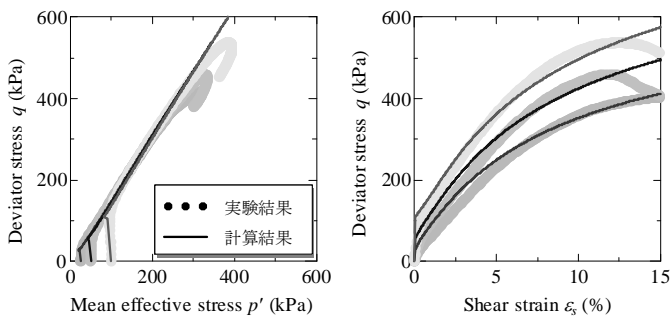 600
400
200
0
Deviator stress q (kPa)
0 200 400 600
Mean effective stress p′ (kPa)
実験結果
計算結果
600
400
200
0
Deviator stress q (kPa)
0 5 10 15
Shear strain εs (%)